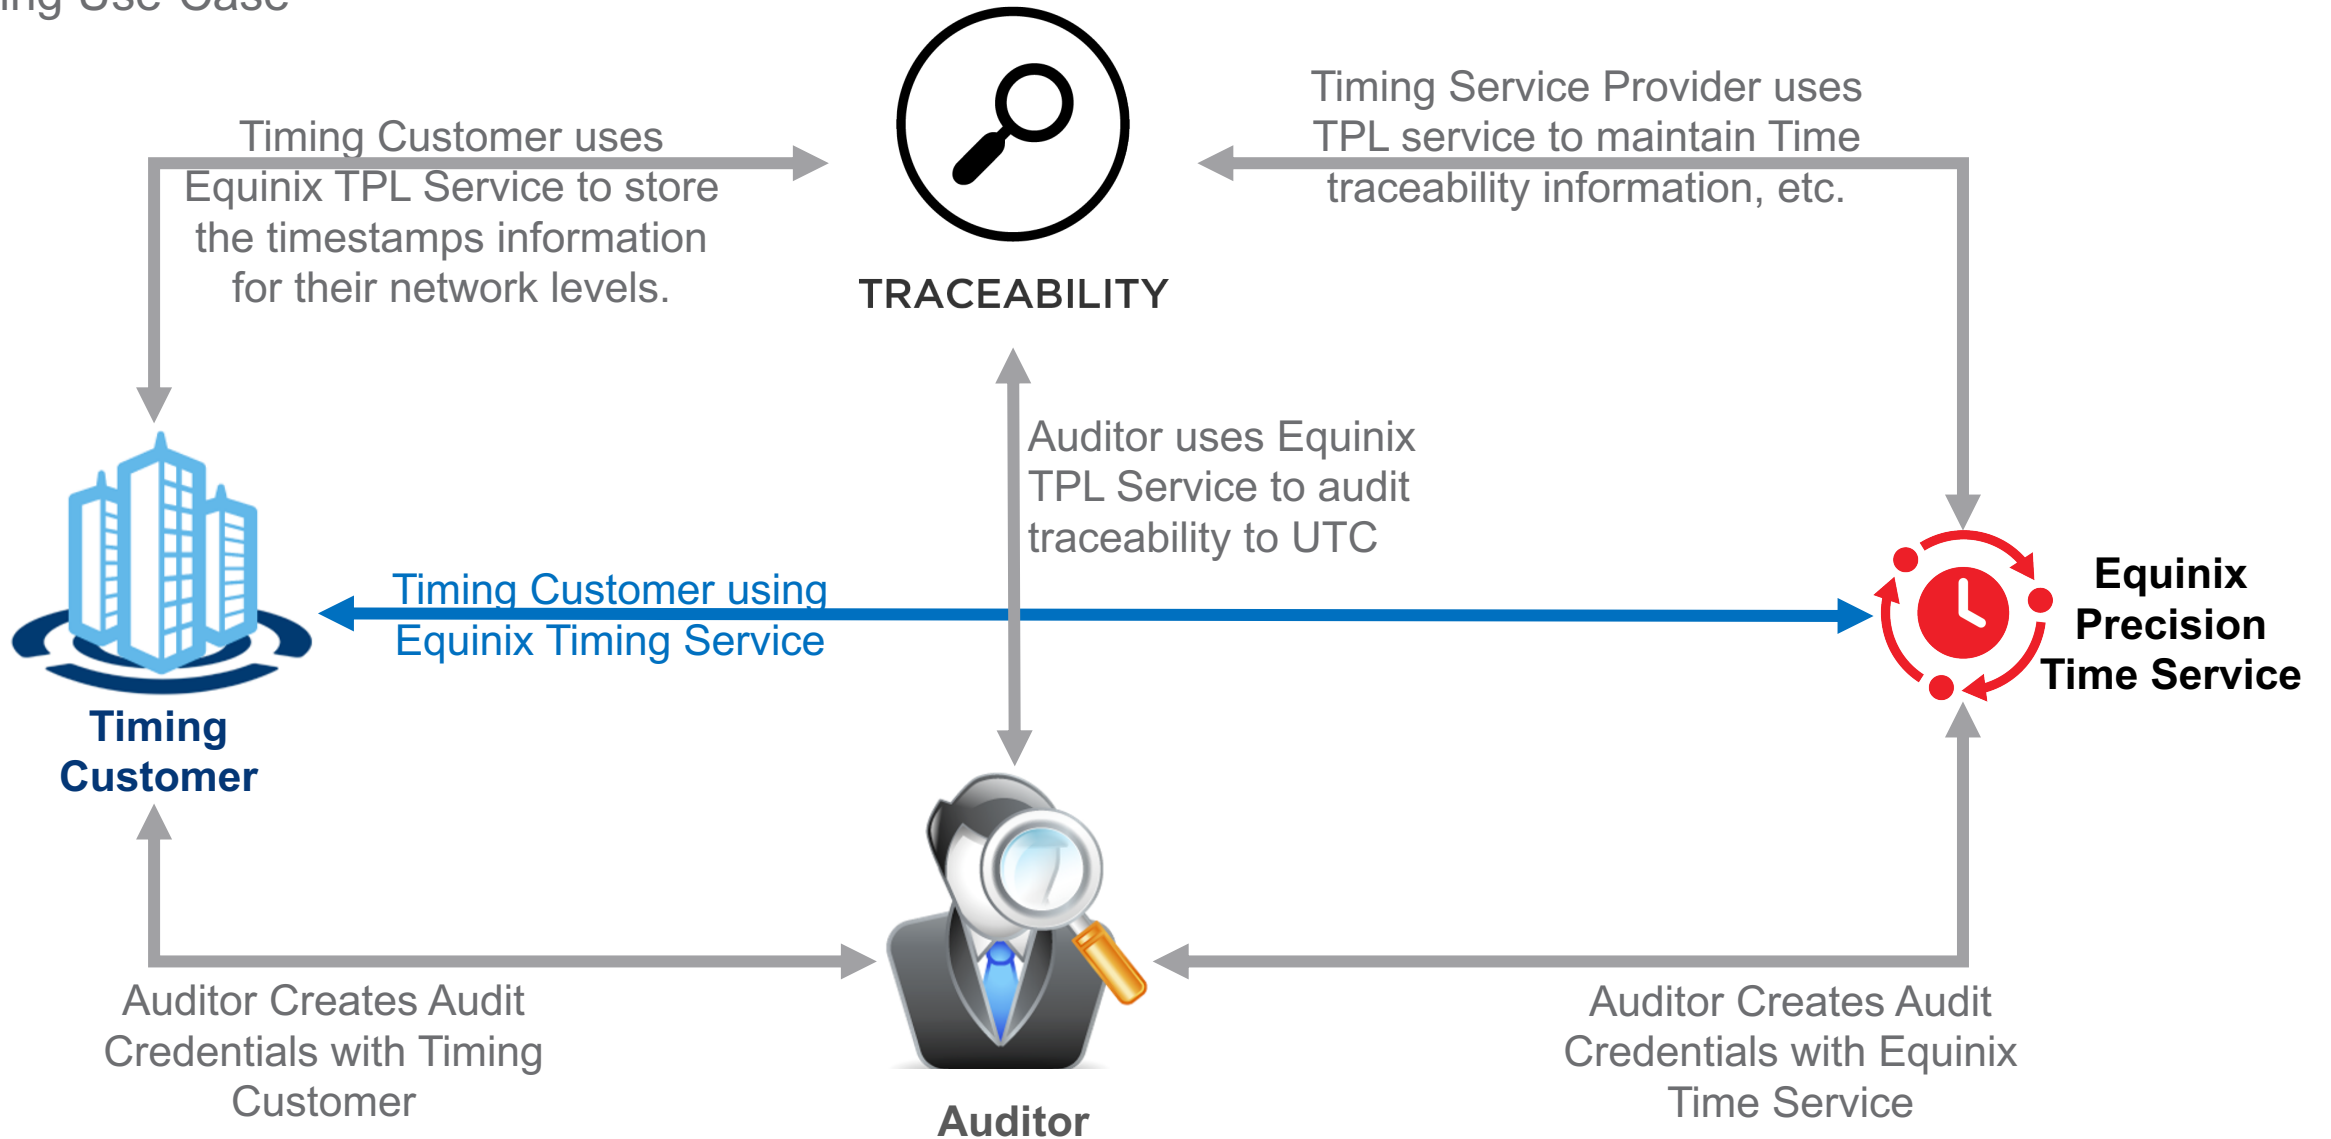 Use Case
Timing Customer uses
Equinix TPL Service to store
the timestamps information
for their network levels.
TRACEABILITY
Timing Service Provider uses
TPL service to maintain Time
traceability information, etc.
Auditor uses Equinix
TPL Service to audit
traceability to UTC
Timing Customer using
Equinix Timing Service
Equinix
Precision
Time Service
Timing
Customer
Auditor Creates Audit
Credentials with Timing
Customer
Auditor
Auditor Creates Audit
Credentials with Equinix
Time Service